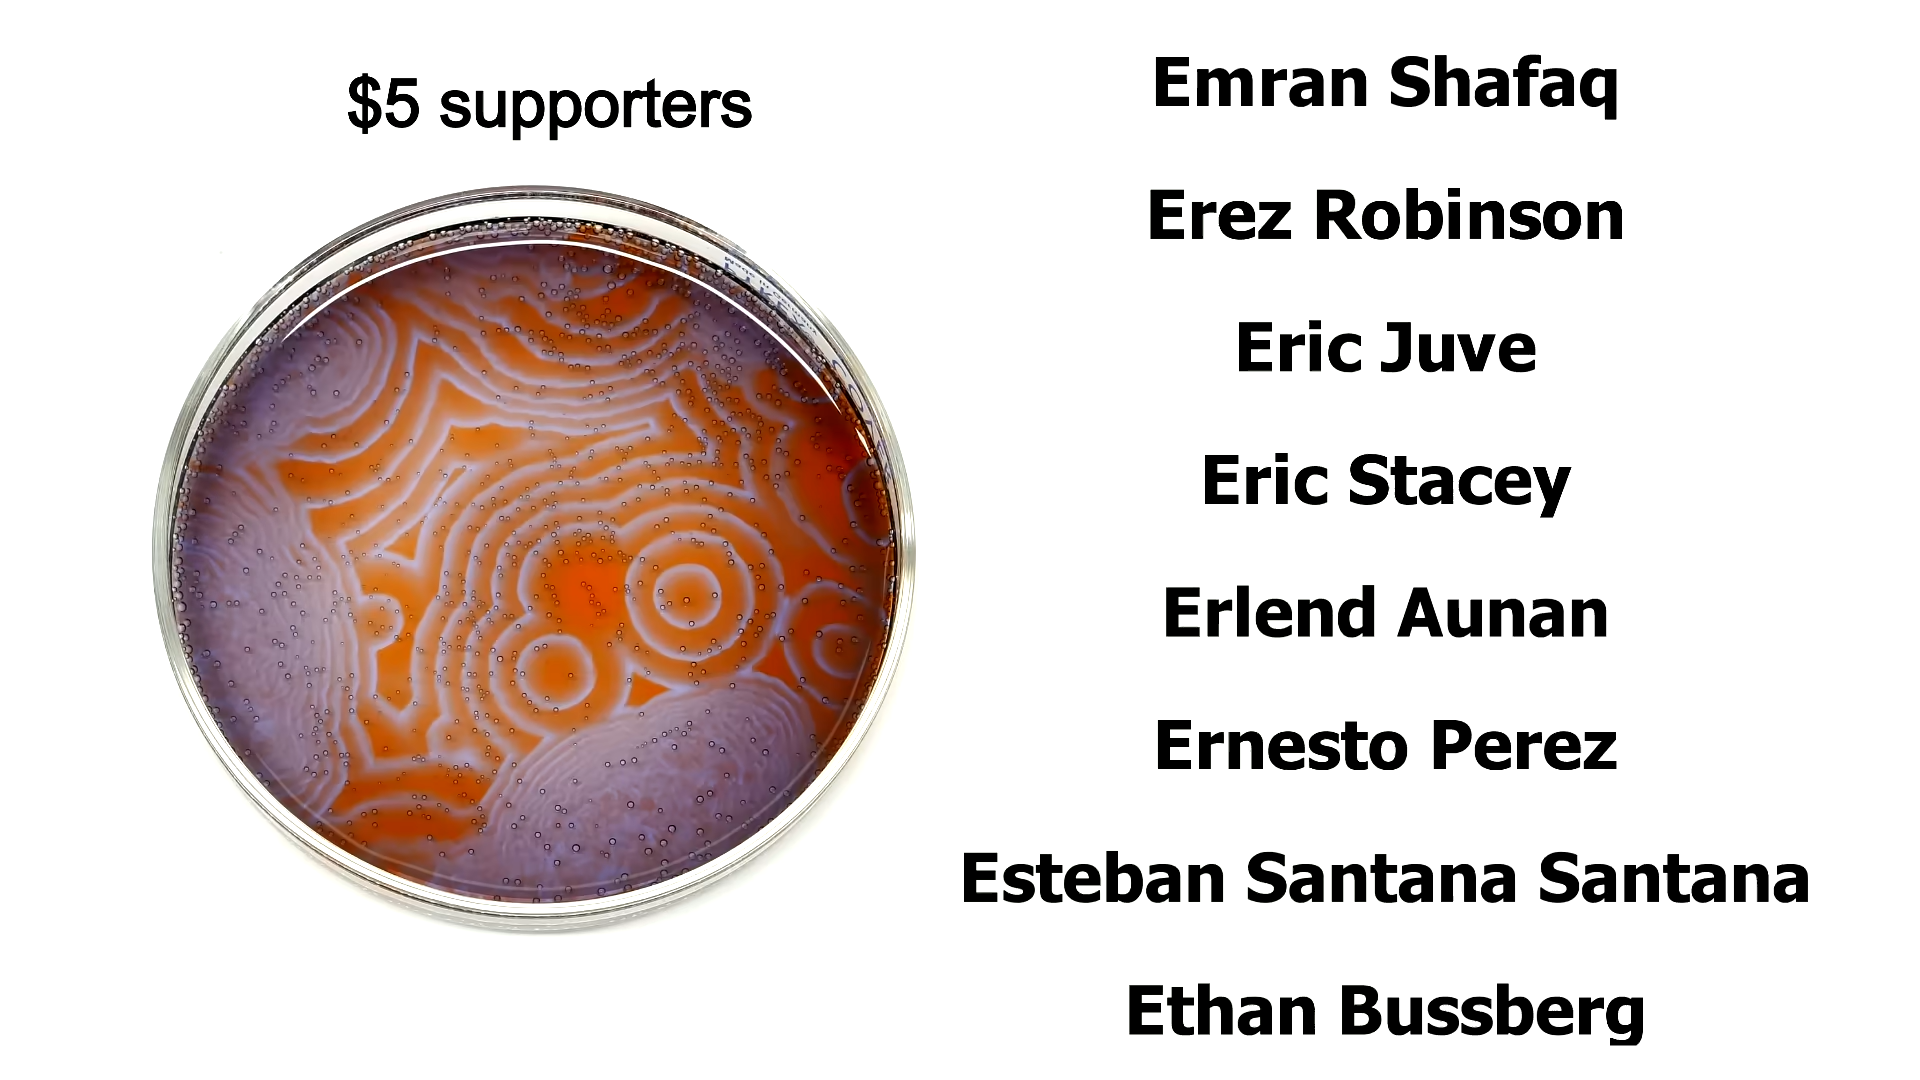 $5 supporters
Emran Shafaq
Erez Robinson
Eric Juve
Eric Stacey
Erlend Aunan
Ernesto Perez
Esteban Santana Santana
Ethan Bussberg